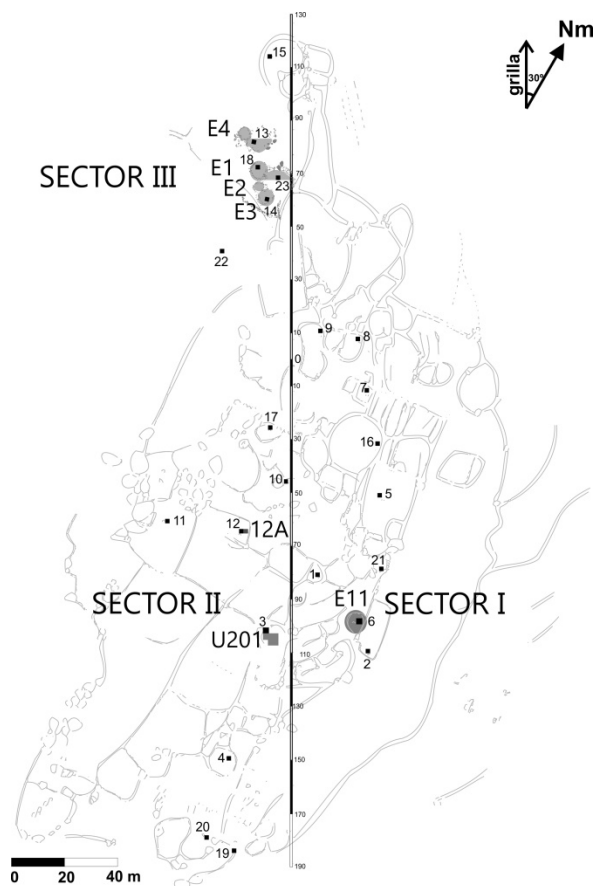 130
Nm
grilla
30º
15
110
90
E4
13
18
E1
70
SECTOR III
23
E2
E3
14
50
22
30
9
10
8
0
7
10
17
30
16
10
50
5
11
12
12A
70
21
1
90
E11
SECTOR II
SECTOR I
3
6
U201
110
2
130
4
150
170
20
19
190
0 20 40 m